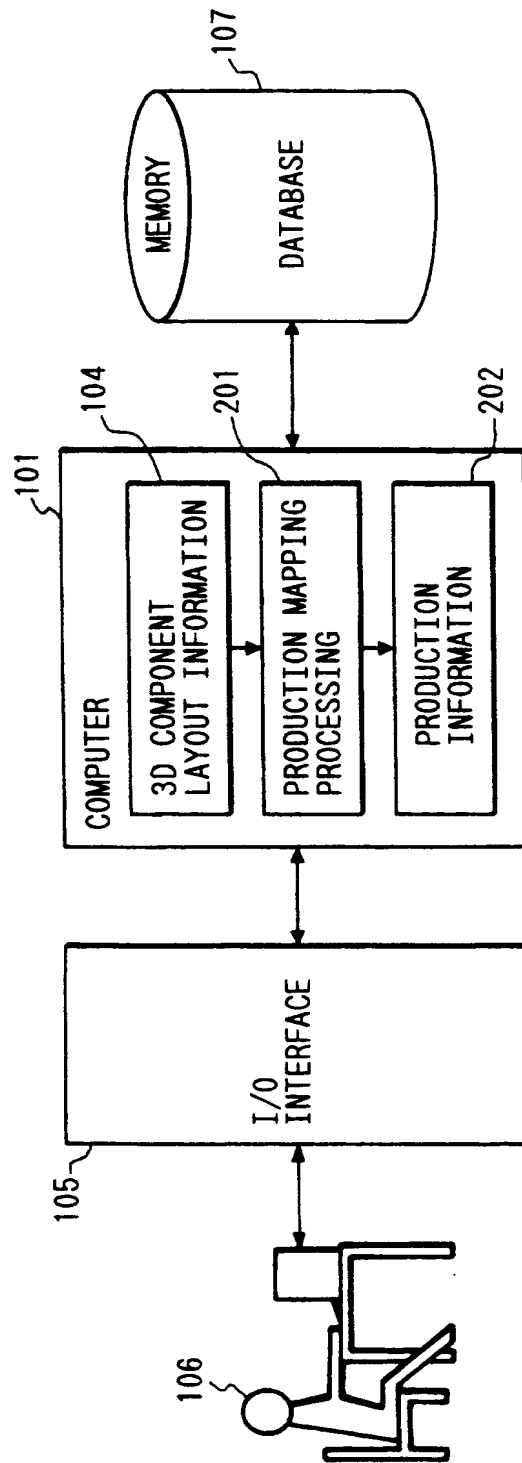 106
105
I/O
INTERFACE
101
COMPUTER
104
3D COMPONENT
LAYOUT INFORMATION
201
PRODUCTION MAPPING
PROCESSING
202
PRODUCTION
INFORMATION
107
MEMORY
DATABASE